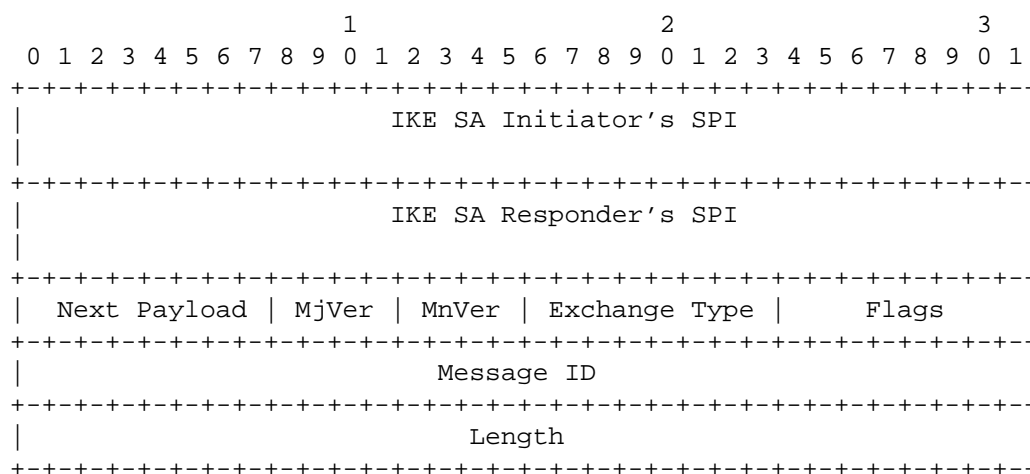 1                   2                   3
 0 1 2 3 4 5 6 7 8 9 0 1 2 3 4 5 6 7 8 9 0 1 2 3 4 5 6 7 8 9 0 1
+-+-+-+-+-+-+-+-+-+-+-+-+-+-+-+-+-+-+-+-+-+-+-+-+-+-+-+-+-+-+-+--
|                       IKE SA Initiator's SPI
|
+-+-+-+-+-+-+-+-+-+-+-+-+-+-+-+-+-+-+-+-+-+-+-+-+-+-+-+-+-+-+-+--
|                       IKE SA Responder's SPI
|
+-+-+-+-+-+-+-+-+-+-+-+-+-+-+-+-+-+-+-+-+-+-+-+-+-+-+-+-+-+-+-+--
|  Next Payload | MjVer | MnVer | Exchange Type |     Flags
+-+-+-+-+-+-+-+-+-+-+-+-+-+-+-+-+-+-+-+-+-+-+-+-+-+-+-+-+-+-+-+--
|                          Message ID
+-+-+-+-+-+-+-+-+-+-+-+-+-+-+-+-+-+-+-+-+-+-+-+-+-+-+-+-+-+-+-+--
|                            Length
+-+-+-+-+-+-+-+-+-+-+-+-+-+-+-+-+-+-+-+-+-+-+-+-+-+-+-+-+-+-+-+--